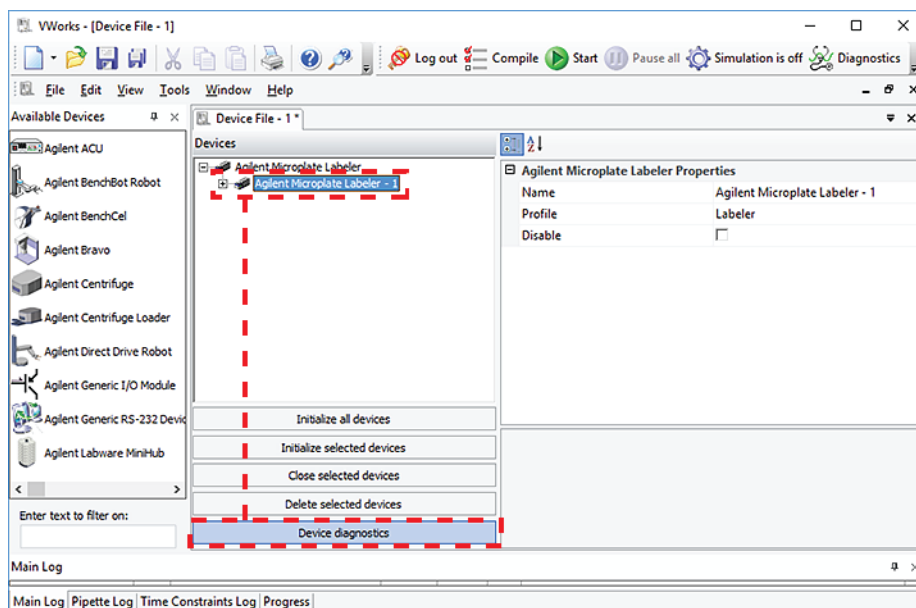 VWorks - [Device File - 1]
Log out Compile Start Pause all Simulation is off Diagnostics
File Edit View Tools Window Help
Available Devices
Agilent ACU
Agilent BenchBot Robot
Agilent BenchCel
Agilent Bravo
Agilent Centrifuge
Agilent Centrifuge Loader
Agilent Direct Drive Robot
Agilent Generic I/O Module
Agilent Generic RS-232 Devic
Agilent Labware MiniHub
Enter text to filter on:
Device File - 1 *
Devices
Agilent Microplate Labeler
Agilent Microplate Labeler - 1
Initialize all devices
Initialize selected devices
Close selected devices
Delete selected devices
Device diagnostics
Agilent Microplate Labeler Properties
Name Agilent Microplate Labeler - 1
Profile Labeler
Disable
Main Log
Main Log Pipette Log Time Constraints Log Progress